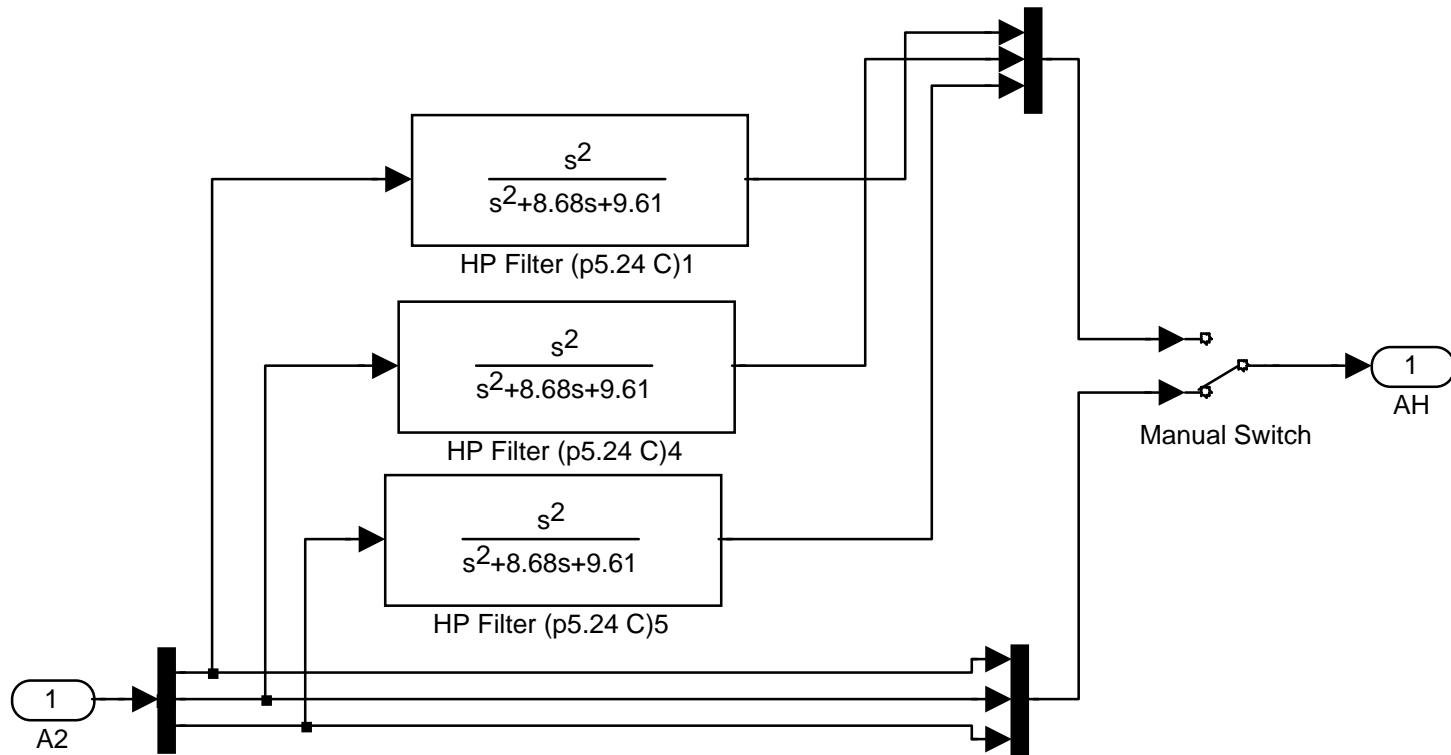 s²
s²+8.68s+9.61
HP Filter (p5.24 C)1
s²
s²+8.68s+9.61
HP Filter (p5.24 C)4
1
AH
Manual Switch
s²
s²+8.68s+9.61
HP Filter (p5.24 C)5
1
A2